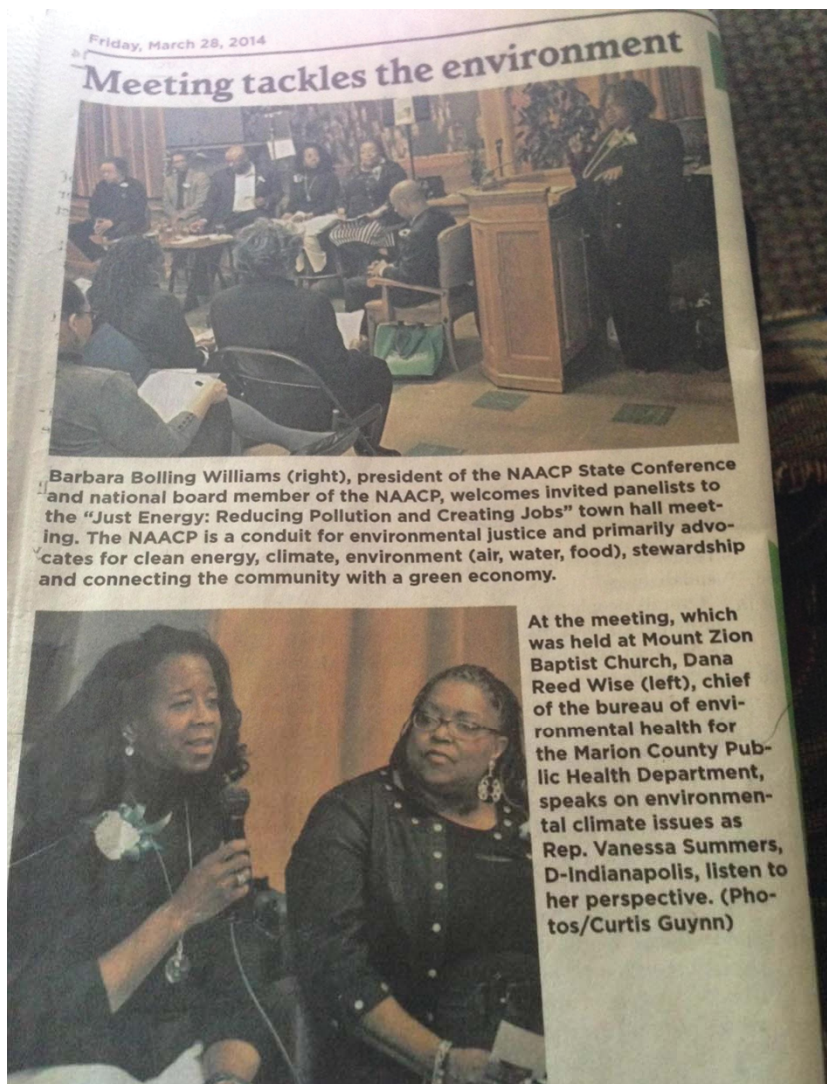 Friday, March 28, 2014
Meeting tackles the environment
Barbara Bolling Williams (right), president of the NAACP State Conference
and national board member of the NAACP, welcomes invited panelists to
the “Just Energy: Reducing Pollution and Creating Jobs” town hall meet-
ing. The NAACP is a conduit for environmental justice and primarily advo-
cates for clean energy, climate, environment (air, water, food), stewardship
and connecting the community with a green economy.
At the meeting, which
was held at Mount Zion
Baptist Church, Dana
Reed Wise (left), chief
of the bureau of envi-
ronmental health for
the Marion County Pub-
lic Health Department,
speaks on environmen-
tal climate issues as
Rep. Vanessa Summers,
D-Indianapolis, listen to
her perspective. (Pho-
tos/Curtis Guynn)